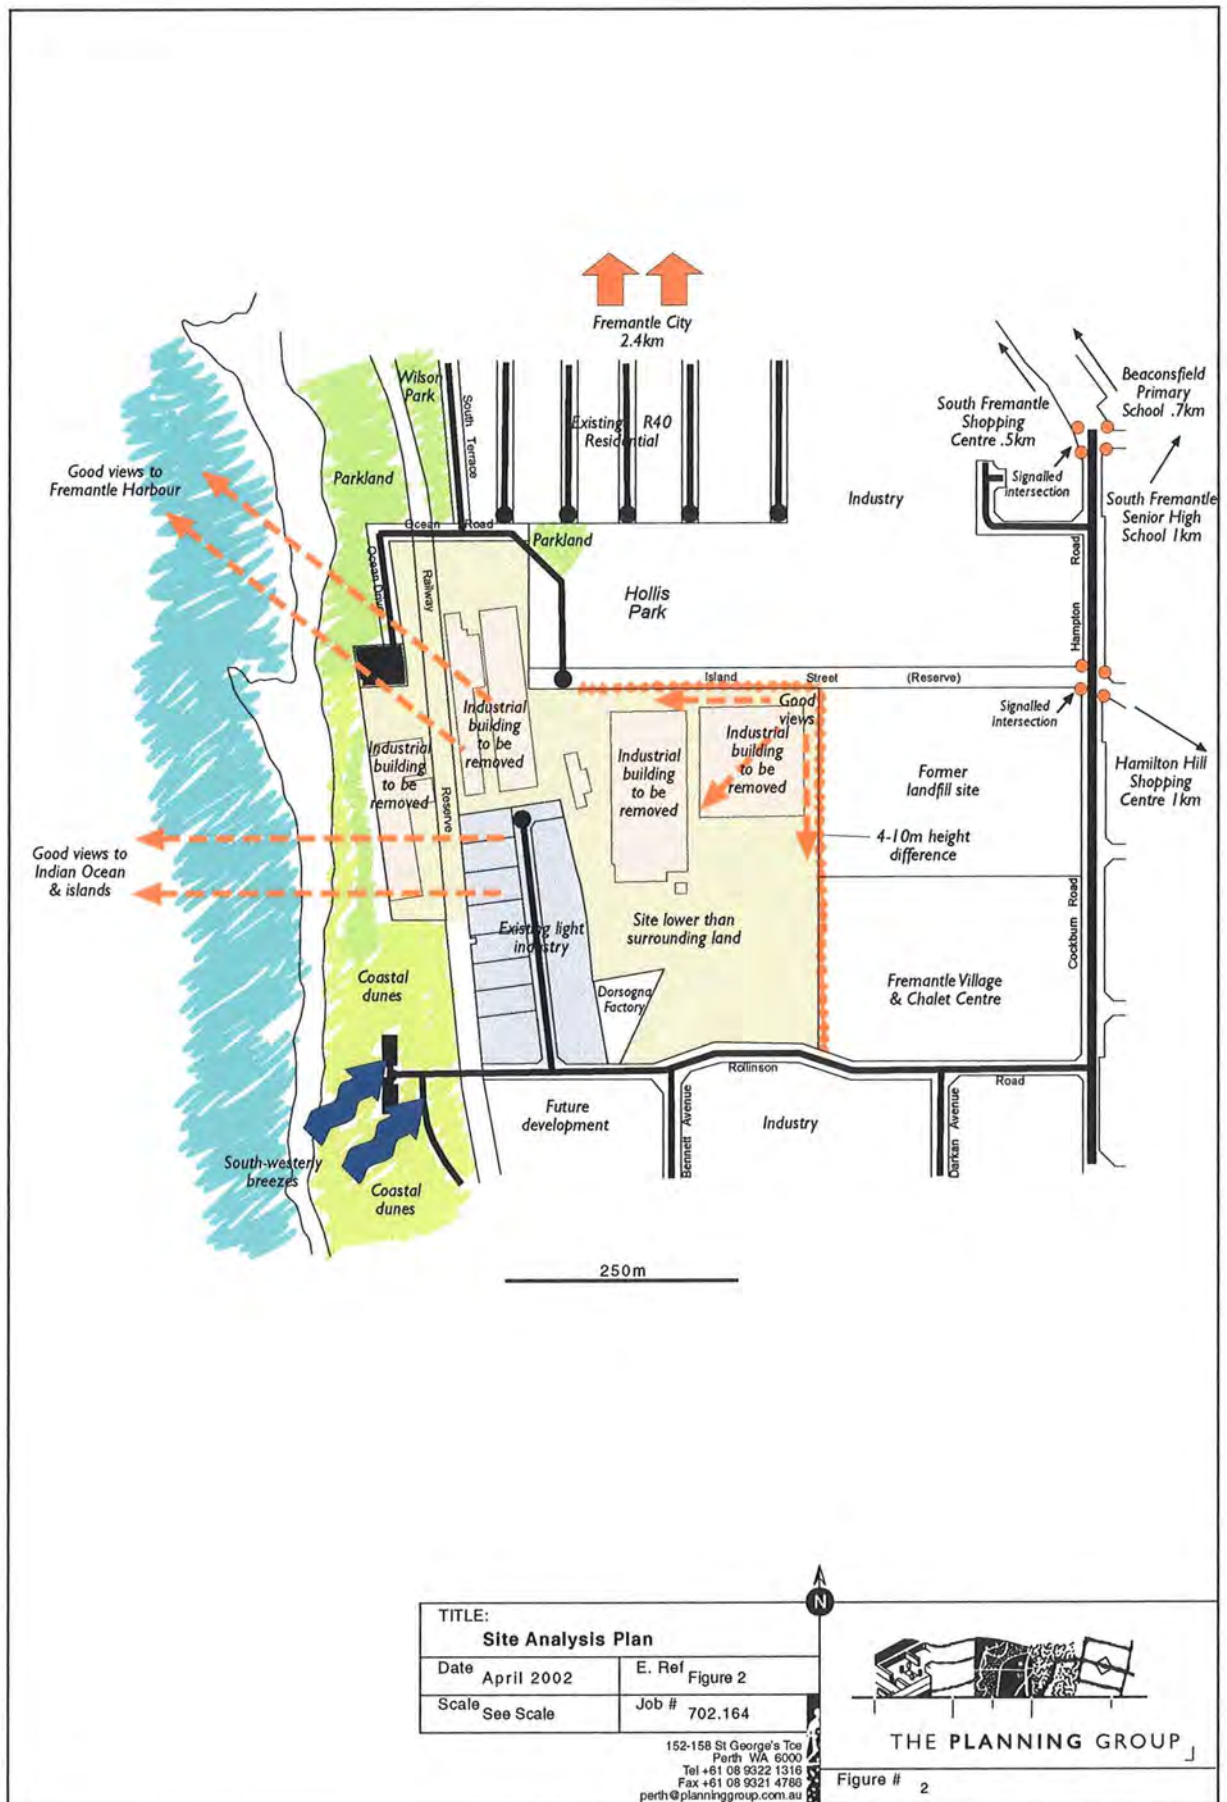 Fremantle City
2.4km
Wilson
Park
South Terrace
Existing R40
Residential
Industry
South Fremantle
Shopping
Centre .5km
Beaconsfield
Primary
School .7km
Signalled
intersection
South Fremantle
Senior High
School 1km
Good views to
Fremantle Harbour
Parkland
Ocean Road
Parkland
Ocean Drive
Railway
Hollis
Park
Hampton Road
Island Street (Reserve)
Good
views
Signalled
intersection
Industrial
building
to be
removed
Industrial
building
to be
removed
Industrial
building
to be
removed
Industrial
building
to be
removed
Reserve
Former
landfill site
Hamilton Hill
Shopping
Centre 1km
4-10m height
difference
Good views to
Indian Ocean
& islands
Existing light
industry
Site lower than
surrounding land
Cockburn Road
Coastal
dunes
Dorsogna
Factory
Fremantle Village
& Chalet Centre
Rollinson Road
Future
development
Bennett Avenue
Industry
Darkan Avenue
South-westerly
breezes
Coastal
dunes
250m
N
TITLE:
Site Analysis Plan
Date April 2002
E. Ref Figure 2
Scale See Scale
Job # 702.164
152-158 St George's Tce
Perth WA 6000
Tel +61 08 9322 1316
Fax +61 08 9321 4786
perth@planninggroup.com.au
THE PLANNING GROUP
Figure # 2